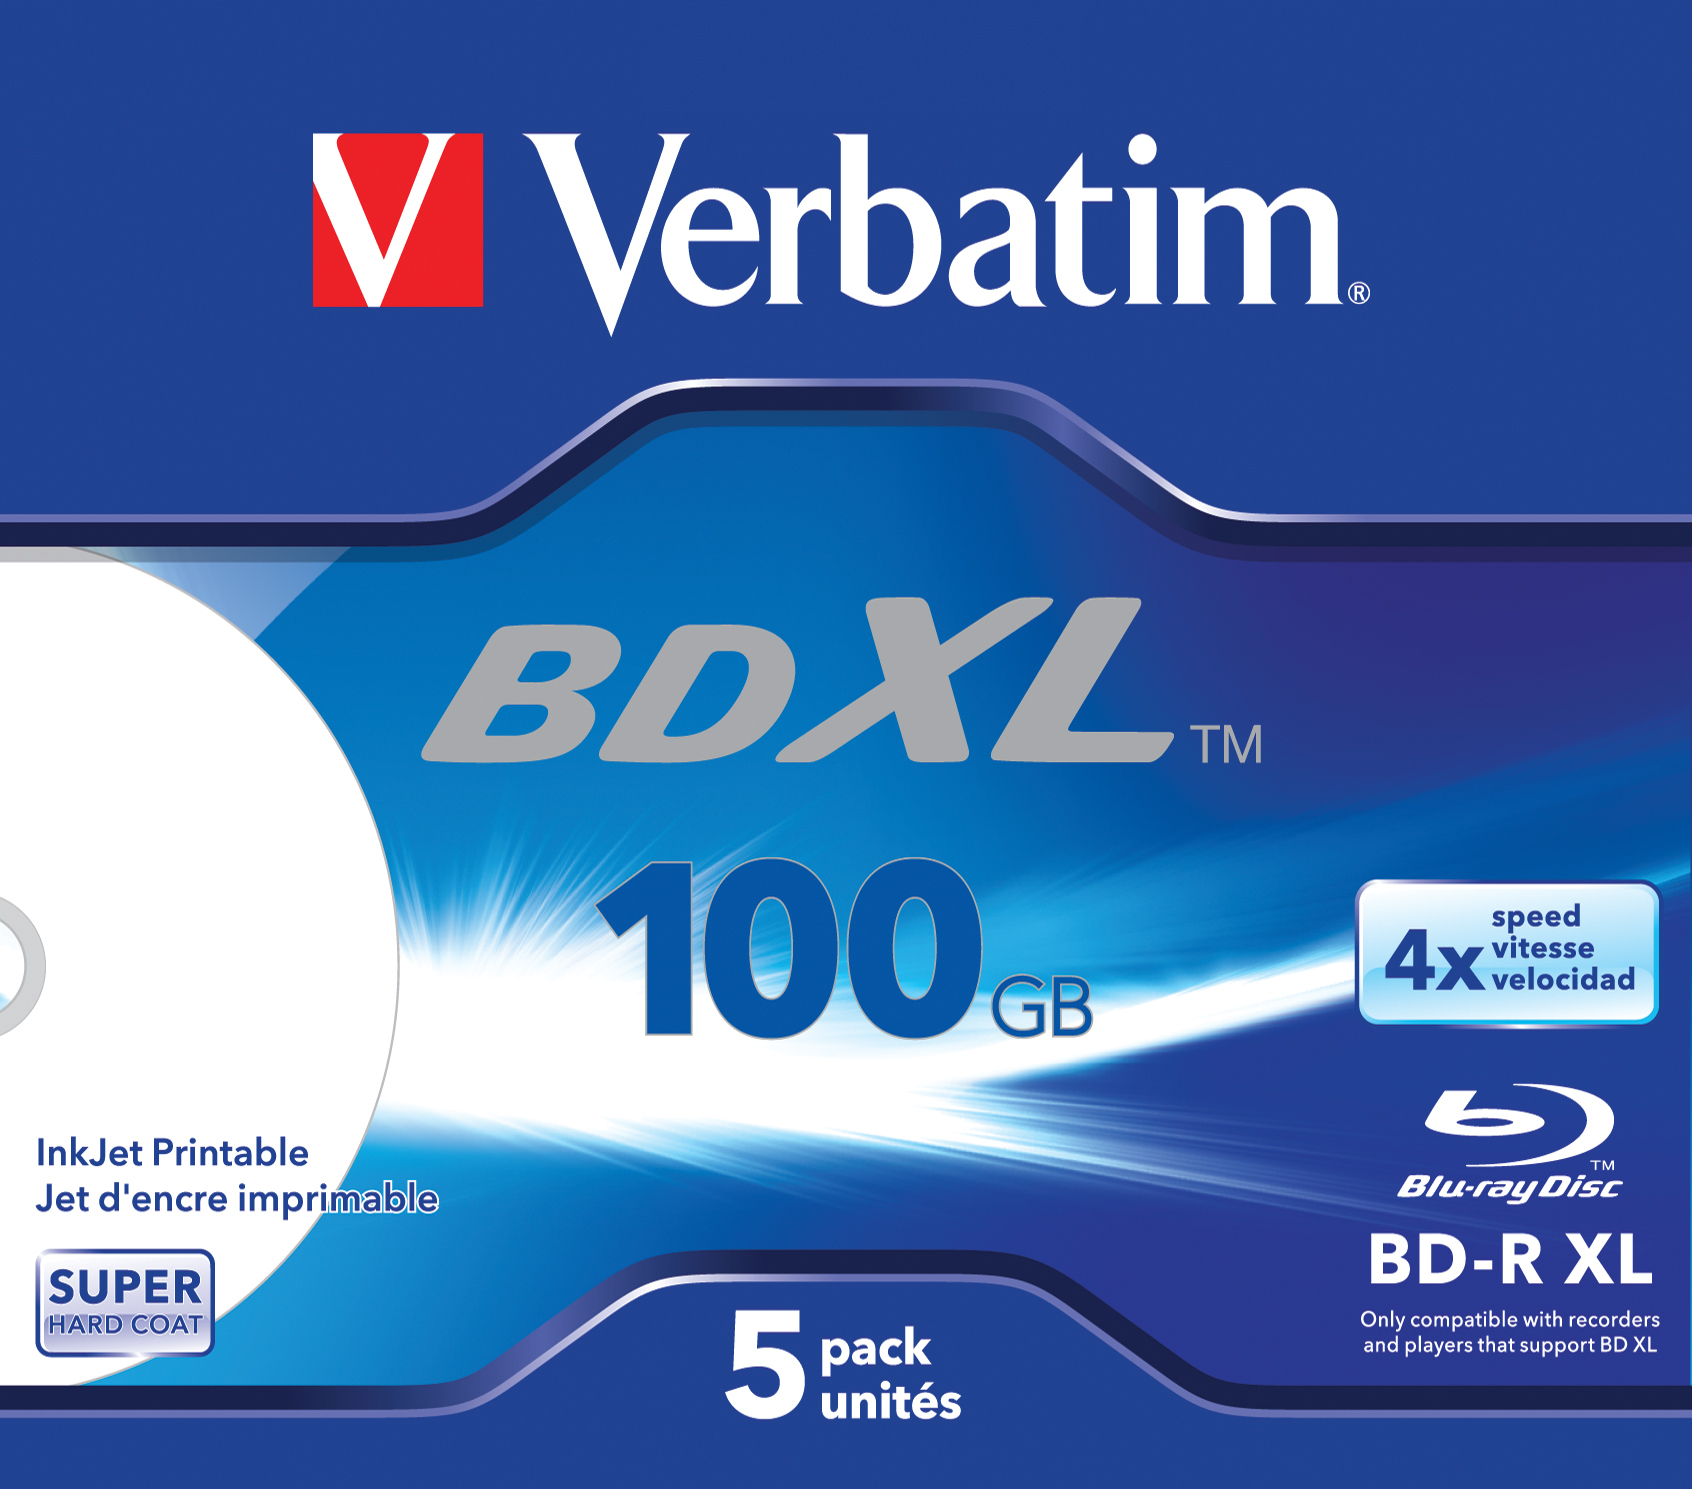 V Verbatim®
BDXL™
100GB
4x speed
vitesse
velocidad
Blu-ray Disc™
BD-R XL
Only compatible with recorders
and players that support BD XL
InkJet Printable
Jet d'encre imprimable
SUPER
HARD COAT
5 pack
unités